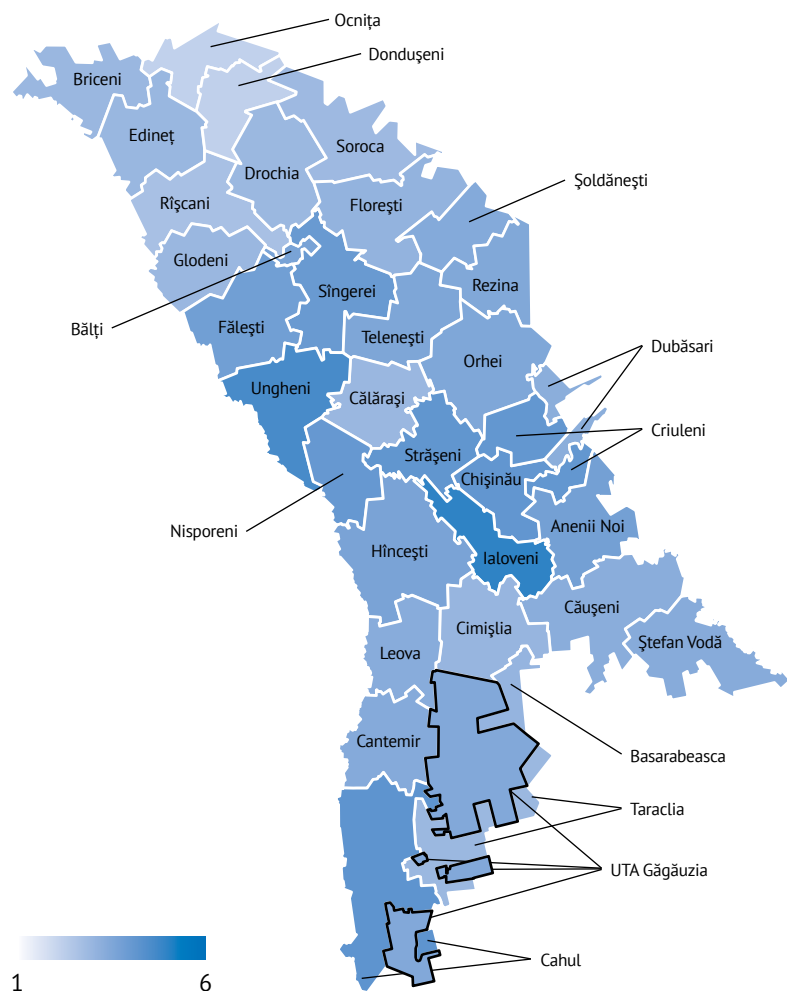 Ocnița
Dondușeni
Briceni
Edineț
Soroca
Drochia
Șoldănești
Rîșcani
Florești
Glodeni
Rezina
Sîngerei
Bălți
Fălești
Telenești
Dubăsari
Orhei
Ungheni
Călărași
Criuleni
Strășeni
Chișinău
Nisporeni
Anenii Noi
Hîncești
Ialoveni
Căușeni
Cimișlia
Ștefan Vodă
Leova
Cantemir
Basarabeasca
Taraclia
UTA Găgăuzia
Cahul
1
6